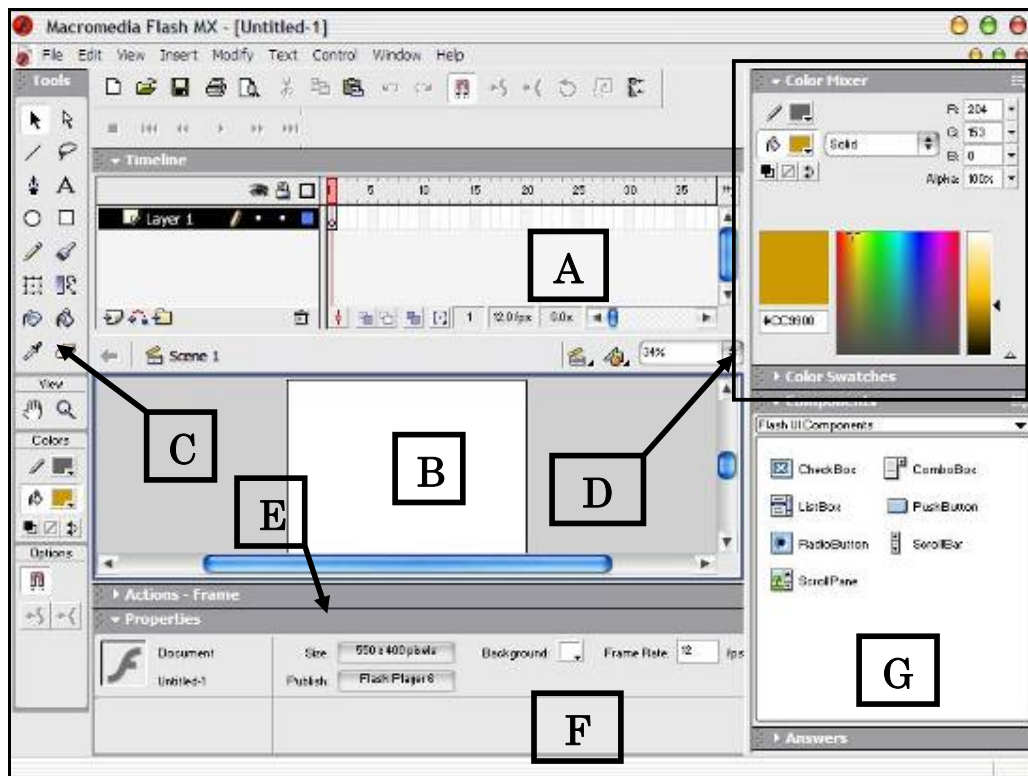 Macromedia Flash MX - [Untitled-1]
File Edit View Insert Modify Text Control Window Help
Tools
Timeline
5 10 15 20 25 30 35
Layer 1
A
1 12.0 fps 0.0s
Scene 1
34%
View
Colors
Options
B
C
D
E
Actions - Frame
Properties
Document
Untitled-1
Size: 550 x 400 pixels
Background:
Frame Rate: 12 fps
Publish: Flash Player 6
F
Color Mixer
R: 204
Solid
G: 153
B: 0
Alpha: 100%
#CC9900
Color Swatches
Components
Flash UI Components
CheckBox ComboBox
ListBox PushButton
RadioButton ScrollBar
ScrollPane
G
Answers